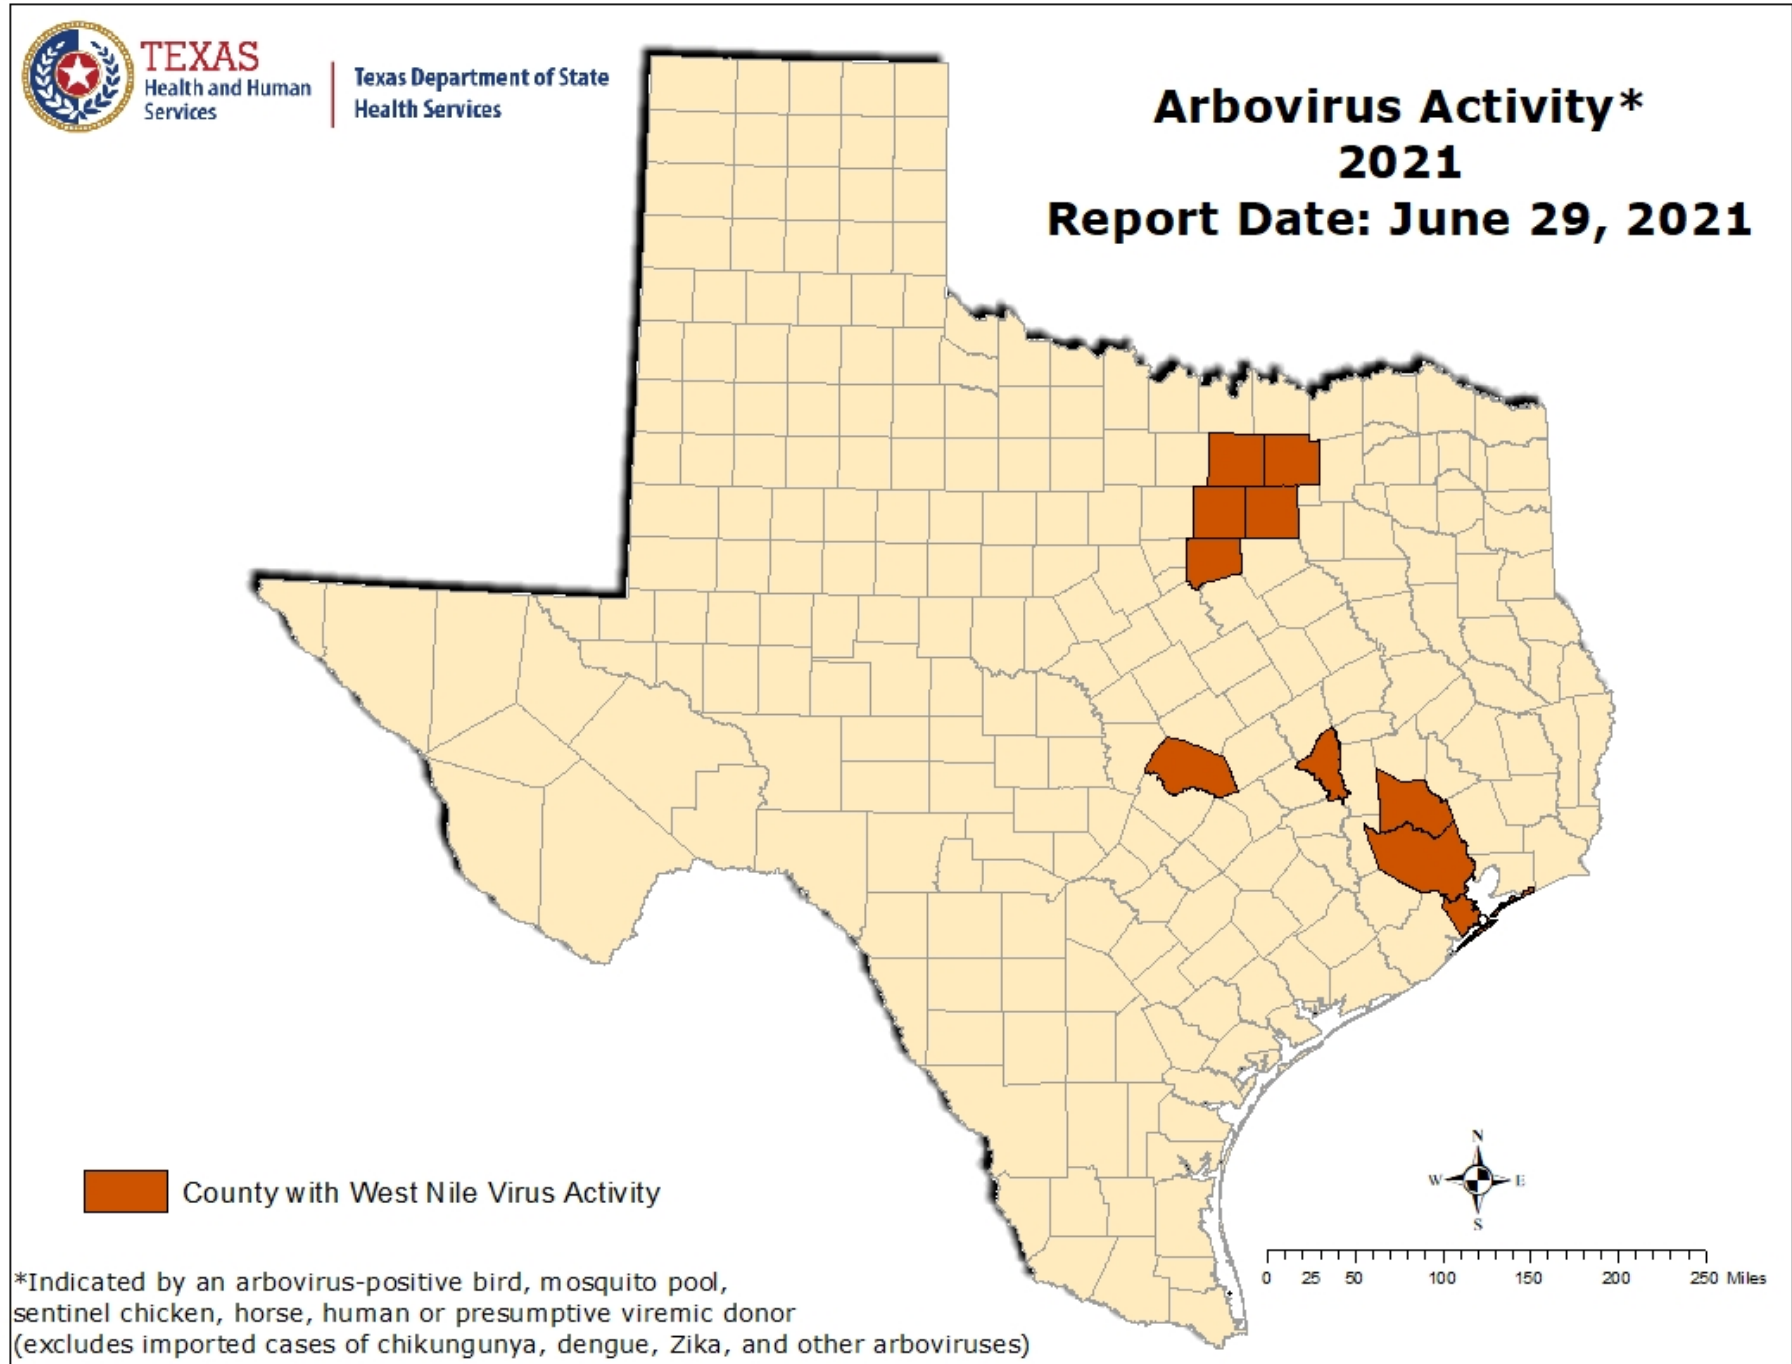 TEXAS
Health and Human
Services
Texas Department of State
Health Services
Arbovirus Activity*
2021
Report Date: June 29, 2021
County with West Nile Virus Activity
*Indicated by an arbovirus-positive bird, mosquito pool,
sentinel chicken, horse, human or presumptive viremic donor
(excludes imported cases of chikungunya, dengue, Zika, and other arboviruses)
N
W E
S
0 25 50 100 150 200 250 Miles